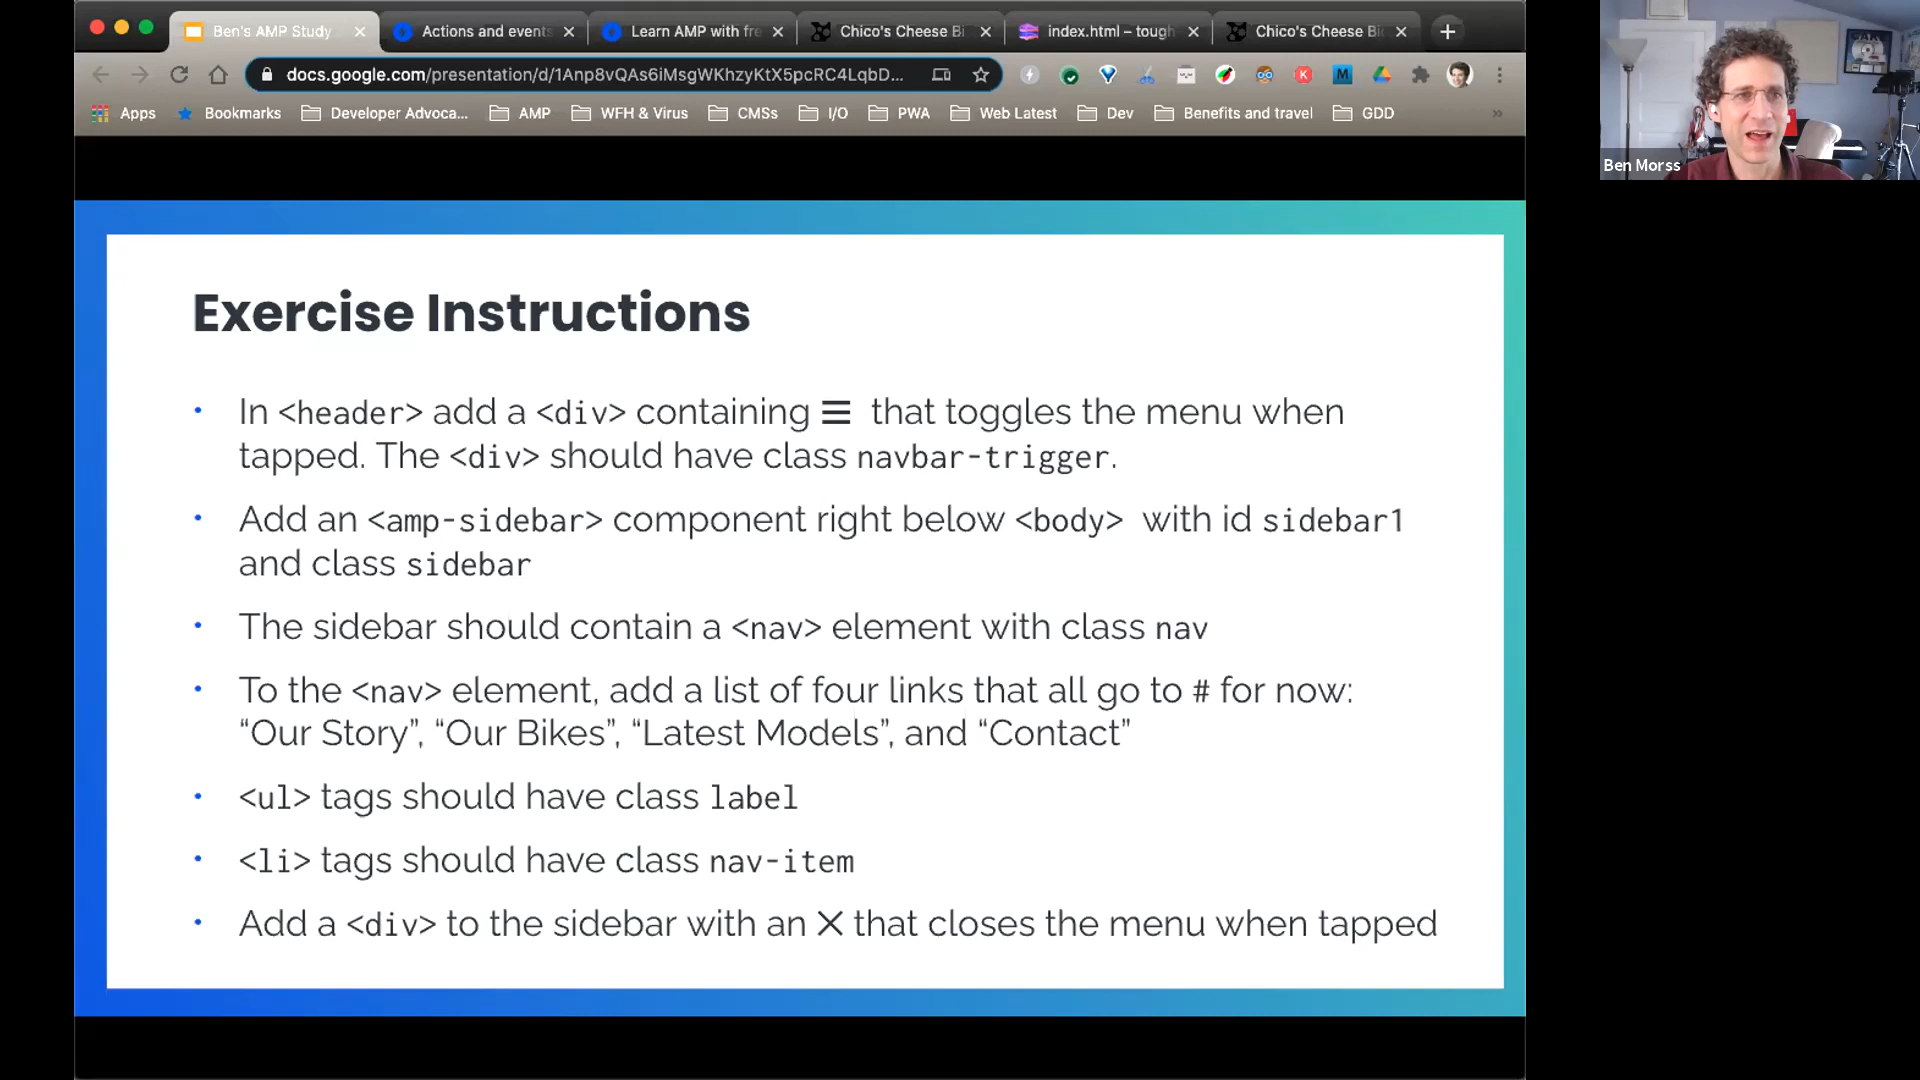 Ben's AMP Study
Actions and events
Learn AMP with fre
Chico's Cheese Bi
index.html – tough
Chico's Cheese Bic
docs.google.com/presentation/d/1Anp8vQAs6iMsgWKhzyKtX5pcRC4LqbD...
Apps
Bookmarks
Developer Advoca...
AMP
WFH & Virus
CMSs
I/O
PWA
Web Latest
Dev
Benefits and travel
GDD
»
Ben Morss
Exercise Instructions
• In <header> add a <div> containing ☰ that toggles the menu when
tapped. The <div> should have class navbar-trigger.
• Add an <amp-sidebar> component right below <body> with id sidebar1
and class sidebar
• The sidebar should contain a <nav> element with class nav
• To the <nav> element, add a list of four links that all go to # for now:
“Our Story”, “Our Bikes”, “Latest Models”, and “Contact”
• <ul> tags should have class label
• <li> tags should have class nav-item
• Add a <div> to the sidebar with an ✕ that closes the menu when tapped